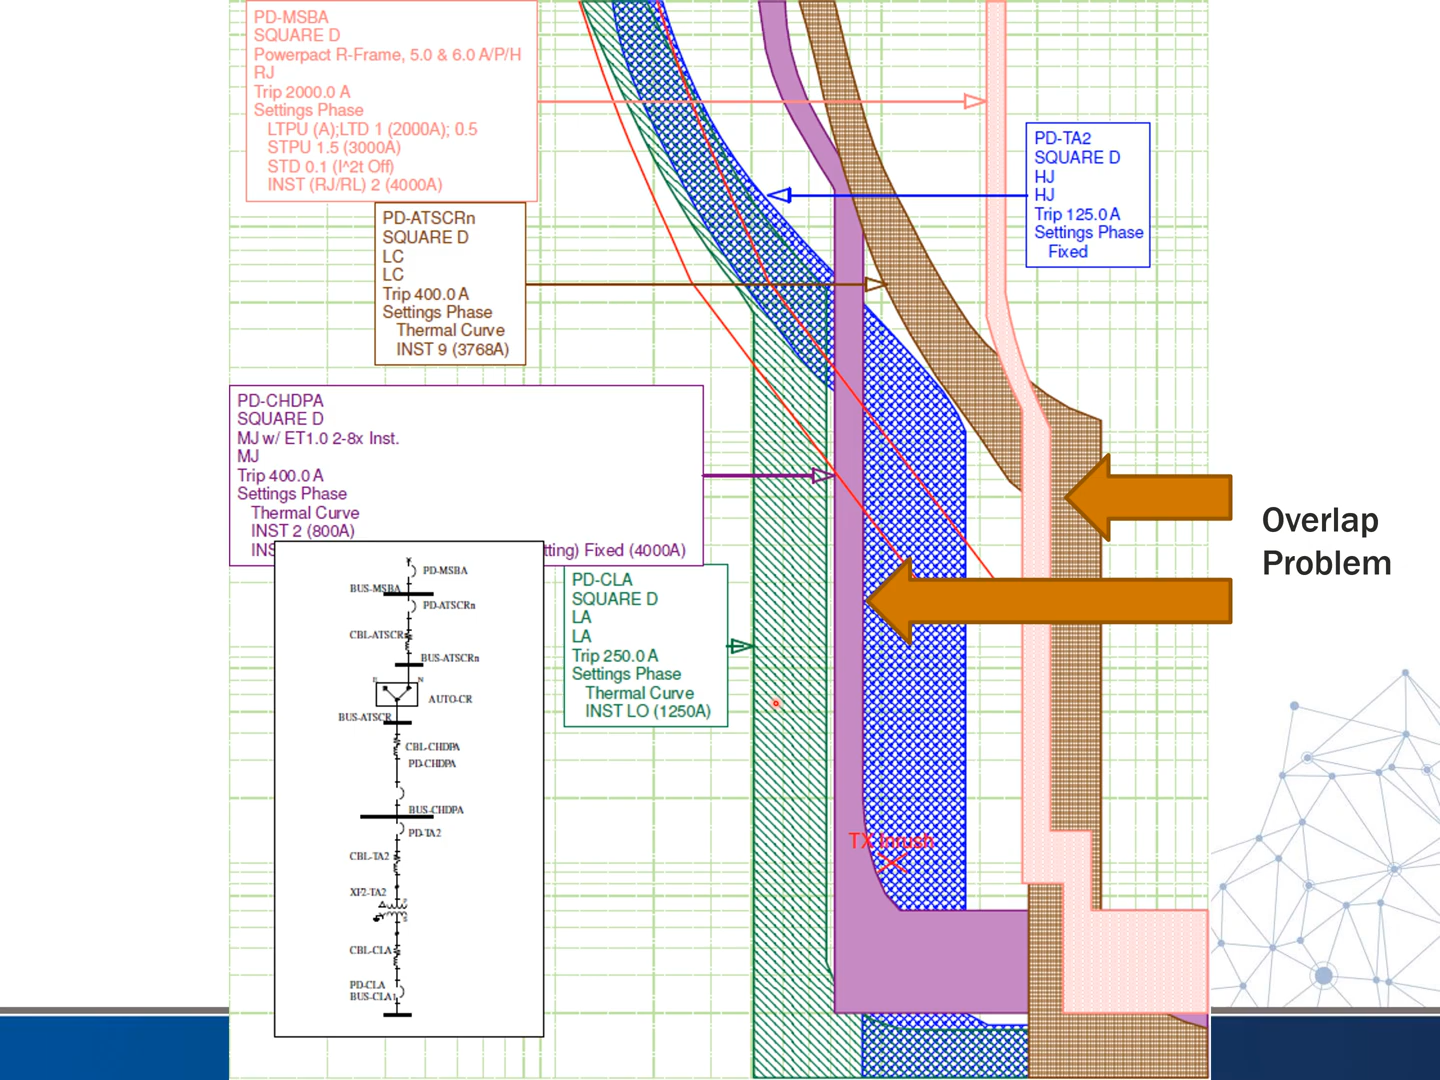 PD-MSBA
SQUARE D
Powerpact R-Frame, 5.0 & 6.0 A/P/H
RJ
Trip 2000.0 A
Settings Phase
LTPU (A);LTD 1 (2000A); 0.5
STPU 1.5 (3000A)
STD 0.1 (I^2t Off)
INST (RJ/RL) 2 (4000A)
PD-TA2
SQUARE D
HJ
HJ
Trip 125.0 A
Settings Phase
Fixed
PD-ATSCRn
SQUARE D
LC
LC
Trip 400.0 A
Settings Phase
Thermal Curve
INST 9 (3768A)
PD-CHDPA
SQUARE D
MJ w/ ET1.0 2-8x Inst.
MJ
Trip 400.0 A
Settings Phase
Thermal Curve
INST 2 (800A)
INS tting) Fixed (4000A)
Overlap
Problem
PD-CLA
SQUARE D
LA
LA
Trip 250.0 A
Settings Phase
Thermal Curve
INST LO (1250A)
TX Inrush
PD-MSBA
BUS-MSBA
PD-ATSCRn
CBL-ATSCR
BUS-ATSCRn
E N
AUTO-CR
BUS-ATSCR
CBL-CHDPA
PD-CHDPA
BUS-CHDPA
PD-TA2
CBL-TA2
XF2-TA2
CBL-CLA
PD-CLA
BUS-CLA1